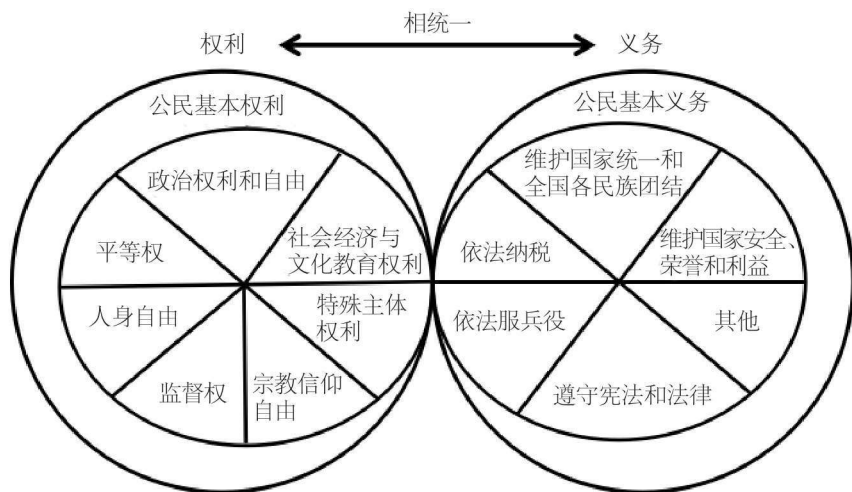 相统一
权利
义务
公民基本权利
政治权利和自由
社会经济与
文化教育权利
平等权
人身自由
特殊主体
权利
监督权
宗教信仰
自由
公民基本义务
维护国家统一和
全国各民族团结
依法纳税
维护国家安全、
荣誉和利益
依法服兵役
其他
遵守宪法和法律